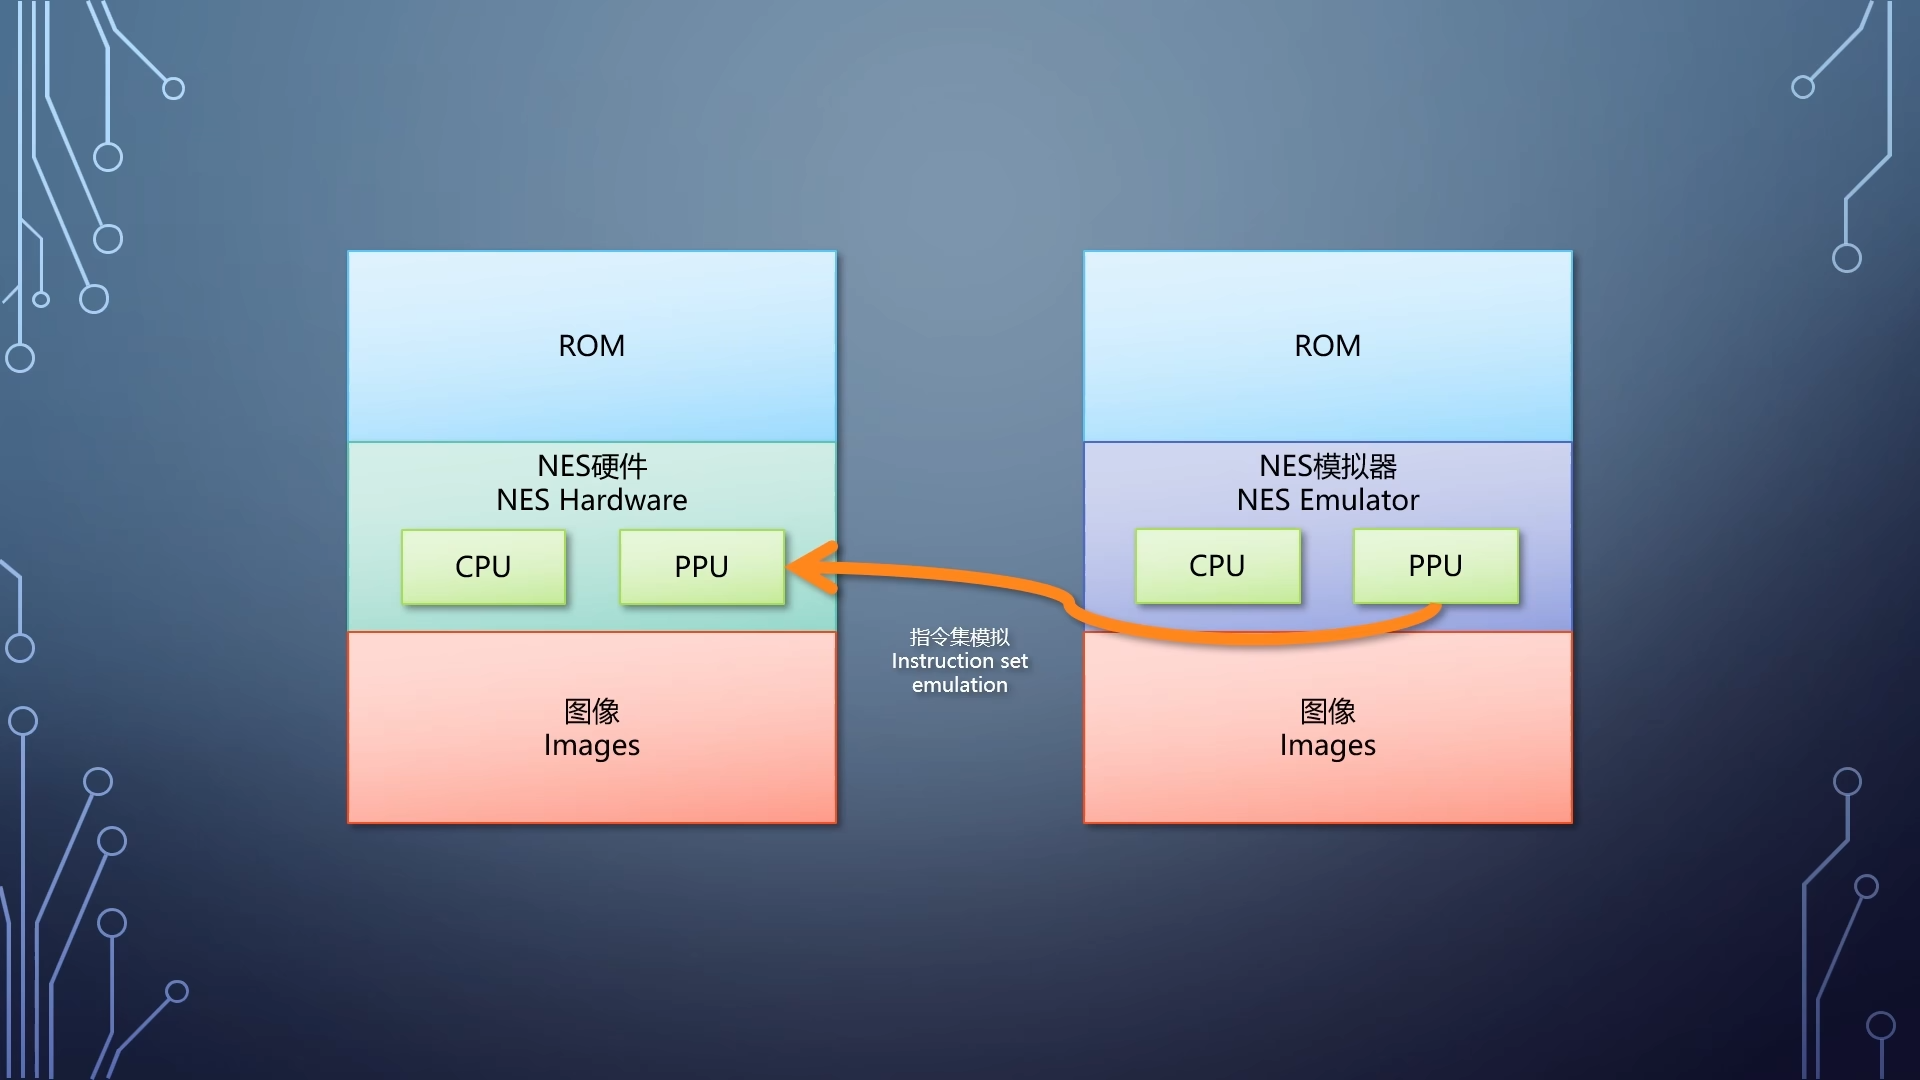 ROM
NES硬件
NES Hardware
CPU
PPU
图像
Images
指令集模拟
Instruction set
emulation
ROM
NES模拟器
NES Emulator
CPU
PPU
图像
Images